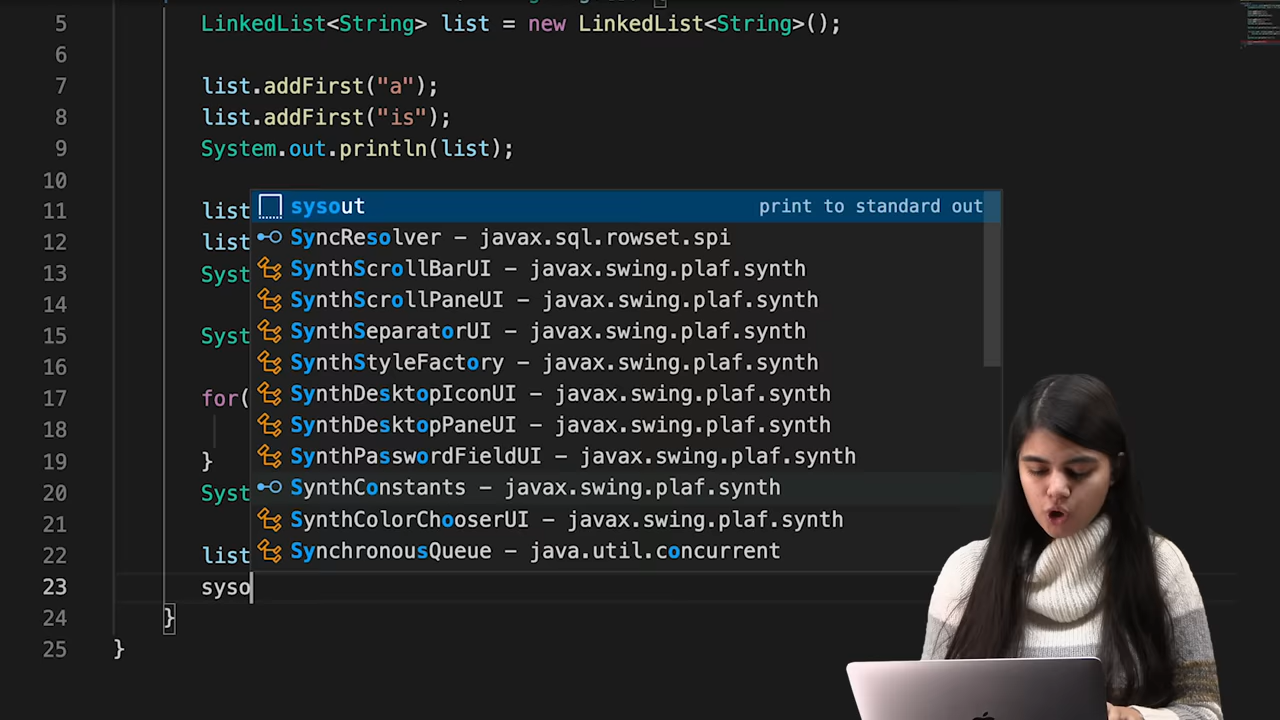 5 LinkedList<String> list = new LinkedList<String>();
6
7 list.addFirst("a");
8 list.addFirst("is");
9 System.out.println(list);
10
sysout print to standard out
11 list
SyncResolver – javax.sql.rowset.spi
12 list
SynthScrollBarUI – javax.swing.plaf.synth
13 Syst
SynthScrollPaneUI – javax.swing.plaf.synth
14
SynthSeparatorUI – javax.swing.plaf.synth
15 Syst
SynthStyleFactory – javax.swing.plaf.synth
16
SynthDesktopIconUI – javax.swing.plaf.synth
17 for(
SynthDesktopPaneUI – javax.swing.plaf.synth
18
SynthPasswordFieldUI – javax.swing.plaf.synth
19 }
SynthConstants – javax.swing.plaf.synth
20 Syst
SynthColorChooserUI – javax.swing.plaf.synth
21
SynchronousQueue – java.util.concurrent
22 list
23 syso
24 }
25 }